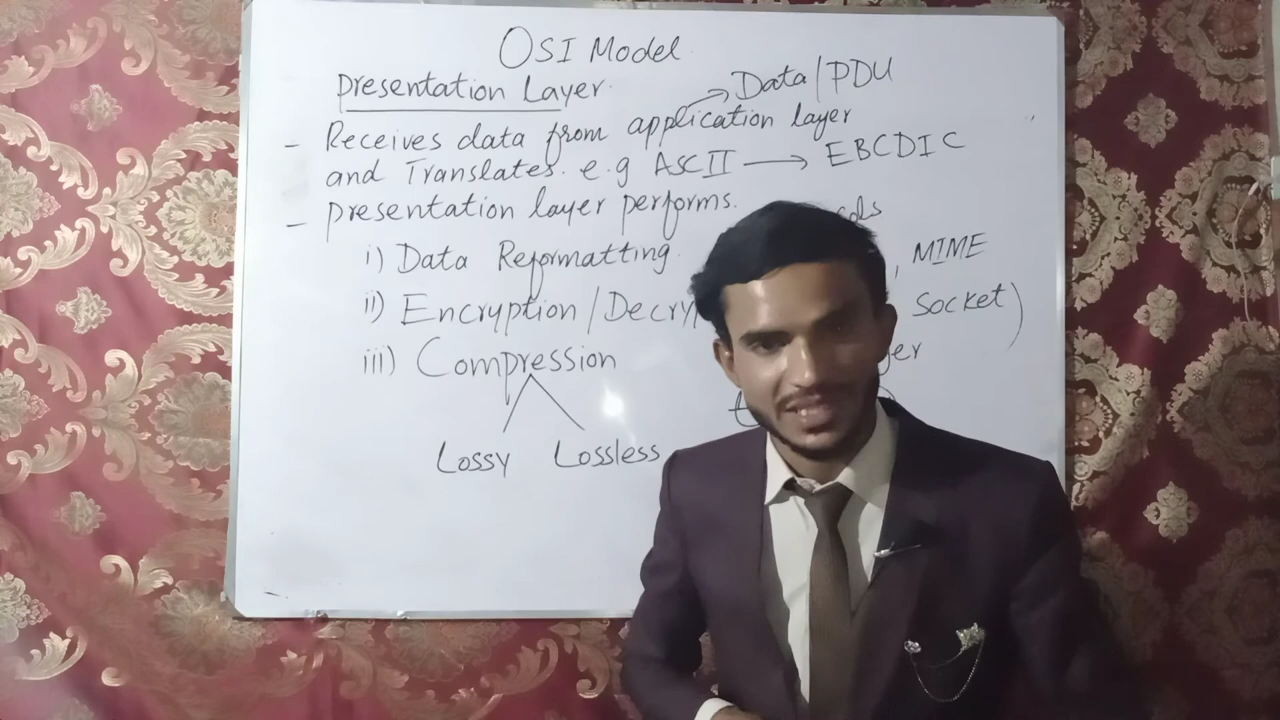 OSI Model
Presentation Layer.
→ Data/PDU
- Receives data from application layer
and Translates. e.g ASCII → EBCDIC
- Presentation layer performs.
i) Data Reformatting
, MIME
ii) Encryption/Decry
Socket)
iii) Compression
Lossy Lossless